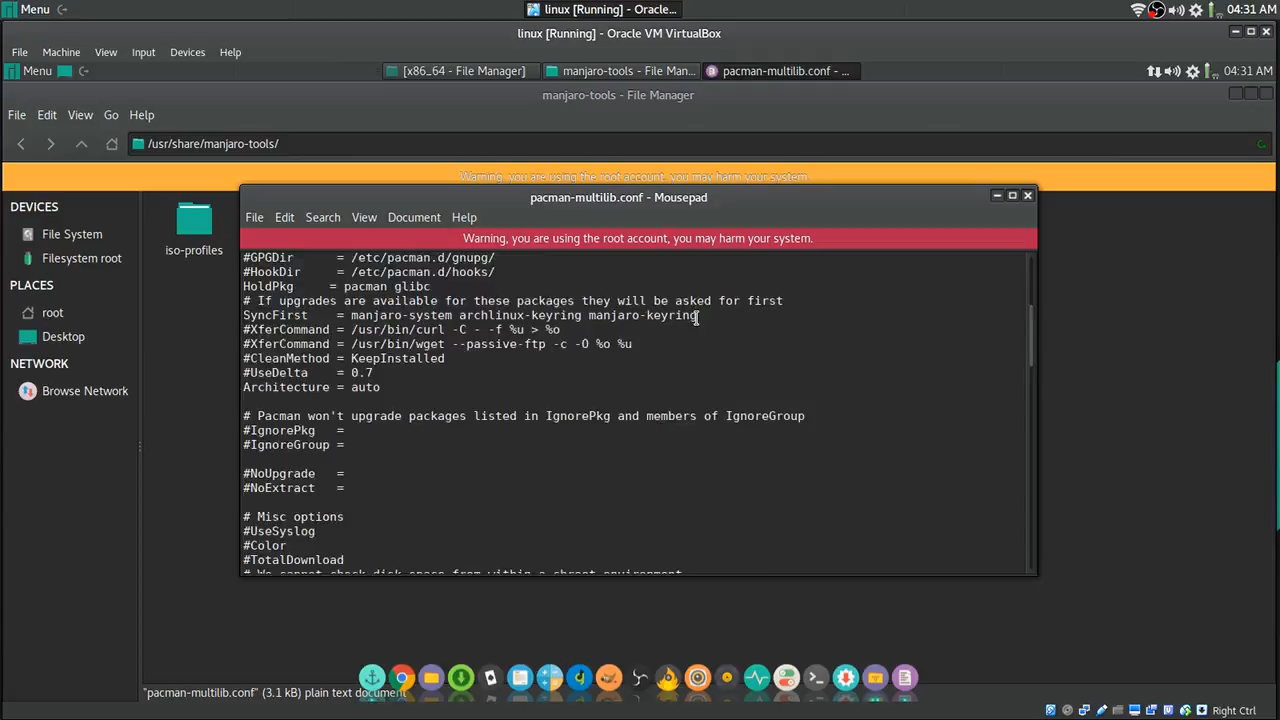 Menu
linux [Running] - Oracle...
04:31 AM
linux [Running] - Oracle VM VirtualBox
File Machine View Input Devices Help
Menu
[x86_64 - File Manager]
manjaro-tools - File Man...
pacman-multilib.conf - ...
04:31 AM
manjaro-tools - File Manager
File Edit View Go Help
/usr/share/manjaro-tools/
Warning, you are using the root account, you may harm your system.
DEVICES
File System
Filesystem root
PLACES
root
Desktop
NETWORK
Browse Network
iso-profiles
pacman-multilib.conf - Mousepad
File Edit Search View Document Help
Warning, you are using the root account, you may harm your system.
#GPGDir = /etc/pacman.d/gnupg/
#HookDir = /etc/pacman.d/hooks/
HoldPkg = pacman glibc
# If upgrades are available for these packages they will be asked for first
SyncFirst = manjaro-system archlinux-keyring manjaro-keyring
#XferCommand = /usr/bin/curl -C - -f %u > %o
#XferCommand = /usr/bin/wget --passive-ftp -c -O %o %u
#CleanMethod = KeepInstalled
#UseDelta = 0.7
Architecture = auto
# Pacman won't upgrade packages listed in IgnorePkg and members of IgnoreGroup
#IgnorePkg =
#IgnoreGroup =
#NoUpgrade =
#NoExtract =
# Misc options
#UseSyslog
#Color
#TotalDownload
# We cannot check disk space from within a chroot environment
"pacman-multilib.conf" (3.1 kB) plain text document
Right Ctrl